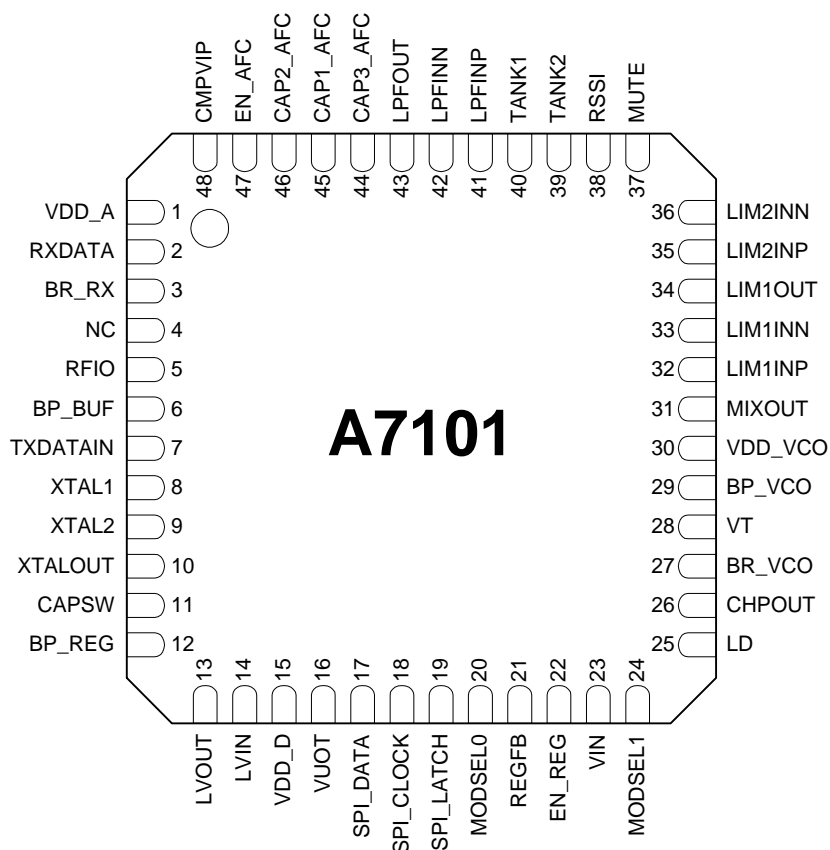 CMPVIP
EN_AFC
CAP2_AFC
CAP1_AFC
CAP3_AFC
LPFOUT
LPFINN
LPFINP
TANK1
TANK2
RSSI
MUTE
48
47
46
45
44
43
42
41
40
39
38
37
VDD_A 1
RXDATA 2
BR_RX 3
NC 4
RFIO 5
BP_BUF 6
TXDATAIN 7
XTAL1 8
XTAL2 9
XTALOUT 10
CAPSW 11
BP_REG 12
A7101
36 LIM2INN
35 LIM2INP
34 LIM1OUT
33 LIM1INN
32 LIM1INP
31 MIXOUT
30 VDD_VCO
29 BP_VCO
28 VT
27 BR_VCO
26 CHPOUT
25 LD
13
14
15
16
17
18
19
20
21
22
23
24
LVOUT
LVIN
VDD_D
VUOT
SPI_DATA
SPI_CLOCK
SPI_LATCH
MODSEL0
REGFB
EN_REG
VIN
MODSEL1